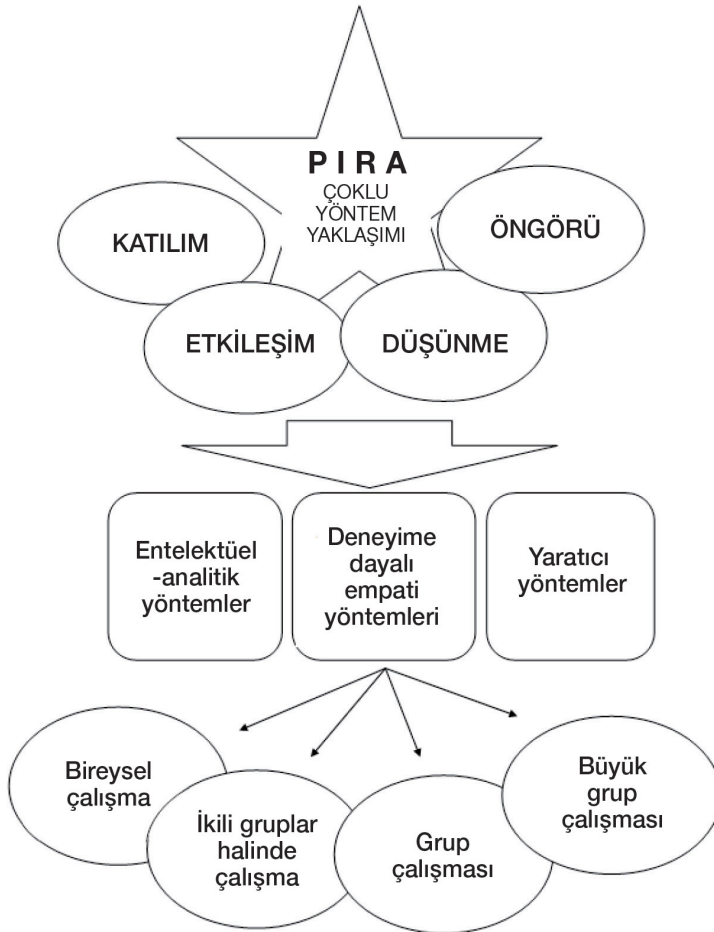 PIRA
ÇOKLU
YÖNTEM
YAKLAŞIMI
KATILIM
ÖNGÖRÜ
ETKİLEŞİM
DÜŞÜNME
Entelektüel
-analitik
yöntemler
Deneyime
dayalı
empati
yöntemleri
Yaratıcı
yöntemler
Bireysel
çalışma
İkili gruplar
halinde
çalışma
Grup
çalışması
Büyük
grup
çalışması